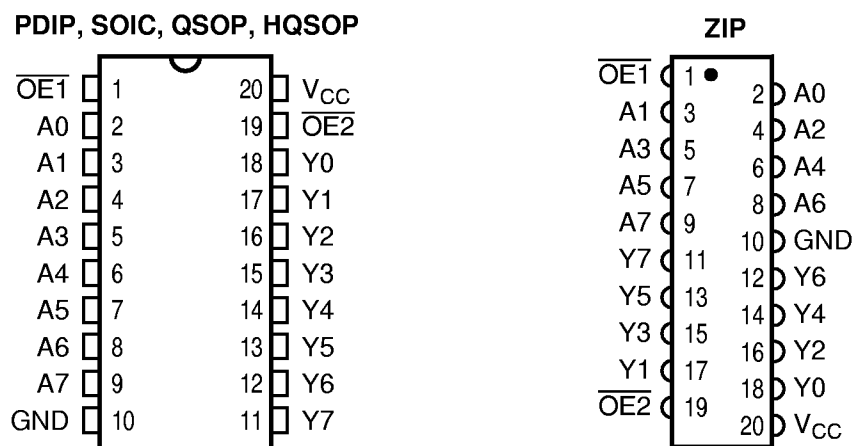 PDIP, SOIC, QSOP, HQSOP
O̅E̅1̅ 1 20 VCC
A0 2 19 O̅E̅2̅
A1 3 18 Y0
A2 4 17 Y1
A3 5 16 Y2
A4 6 15 Y3
A5 7 14 Y4
A6 8 13 Y5
A7 9 12 Y6
GND 10 11 Y7
ZIP
O̅E̅1̅ 1
2 A0
A1 3
4 A2
A3 5
6 A4
A5 7
8 A6
A7 9
10 GND
Y7 11
12 Y6
Y5 13
14 Y4
Y3 15
16 Y2
Y1 17
18 Y0
O̅E̅2̅ 19
20 VCC